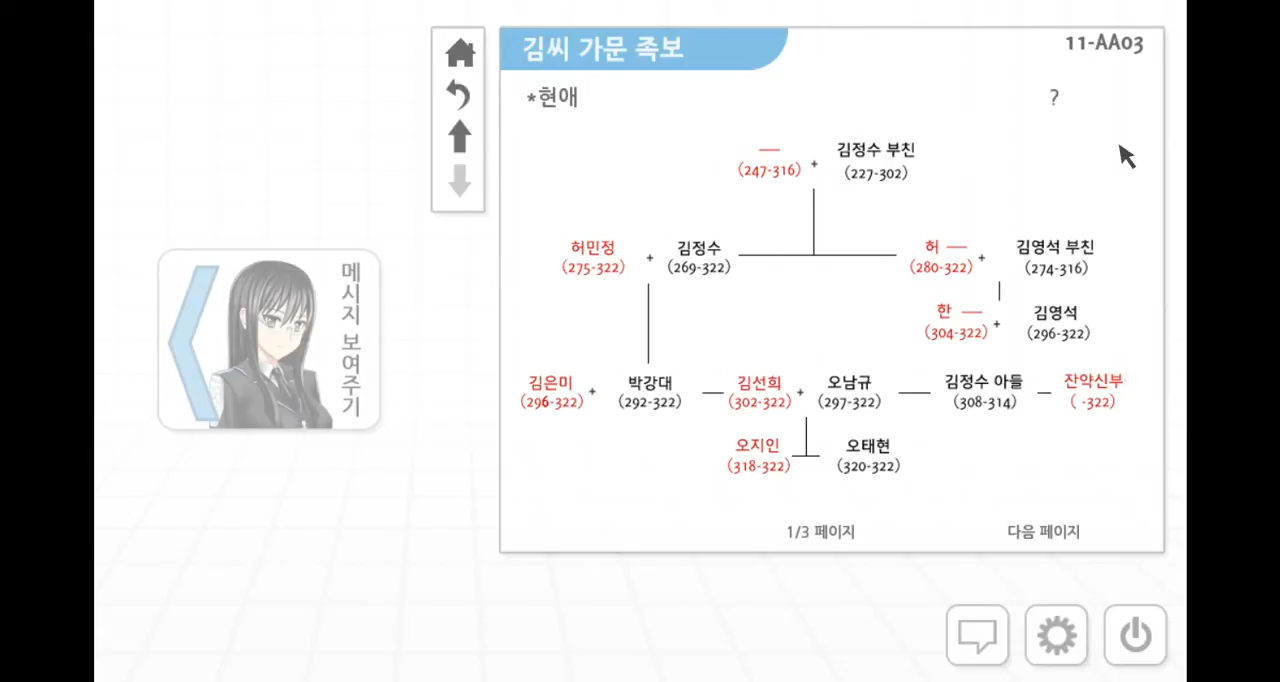 김씨 가문 족보
11-AA03
*현애
?
— + 김정수 부친
(247-316) (227-302)
허민정 + 김정수 허 — + 김영석 부친
(275-322) (269-322) (280-322) (274-316)
한 — + 김영석
(304-322) (296-322)
김은미 + 박강대 — 김선희 + 오남규 — 김정수 아들 — 잔약신부
(296-322) (292-322) (302-322) (297-322) (308-314) ( -322)
오지인 오태현
(318-322) (320-322)
1/3 페이지
다음 페이지
메시지 보여주기